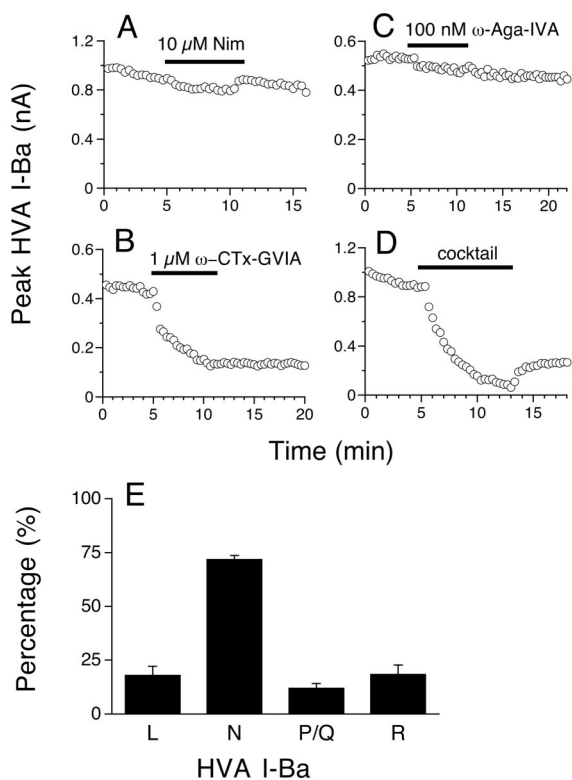 A
10 µM Nim
1.2
0.8
0.4
0
0 5 10 15
C
100 nM ω-Aga-IVA
0.6
0.4
0.2
0
0 5 10 15 20
B
1 µM ω–CTx-GVIA
0.6
0.4
0.2
0
0 5 10 15 20
D
cocktail
1.2
0.8
0.4
0
0 5 10 15
Peak HVA I-Ba (nA)
Time (min)
E
100
75
50
25
0
Percentage (%)
L N P/Q R
HVA I-Ba